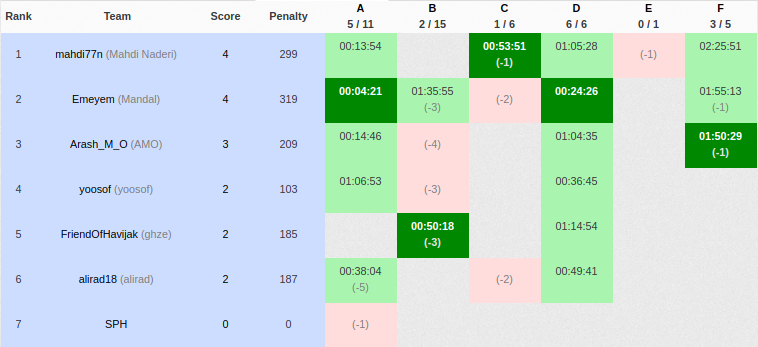 Rank Team Score Penalty A B C D E F
5 / 11 2 / 15 1 / 6 6 / 6 0 / 1 3 / 5
1 mahdi77n (Mahdi Naderi) 4 299 00:13:54 00:53:51 01:05:28 (-1) 02:25:51
(-1)
2 Emeyem (Mandal) 4 319 00:04:21 01:35:55 (-2) 00:24:26 01:55:13
(-3) (-1)
3 Arash_M_O (AMO) 3 209 00:14:46 (-4) 01:04:35 01:50:29
(-1)
4 yoosof (yoosof) 2 103 01:06:53 (-3) 00:36:45
5 FriendOfHavijak (ghze) 2 185 00:50:18 01:14:54
(-3)
6 alirad18 (alirad) 2 187 00:38:04 (-2) 00:49:41
(-5)
7 SPH 0 0 (-1)